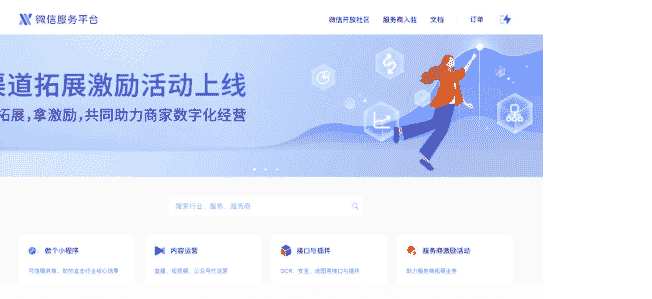 微信服务平台
微信开放社区 服务商入驻 文档 订单
渠道拓展激励活动上线
拓展,拿激励,共同助力商家数字化经营
搜索行业、服务、服务商
做个小程序 内容运营 接口与插件 服务商激励活动
直播、短视频、公众号代运营 OCR、安全、地图等接口与插件 助力服务商拓展业务